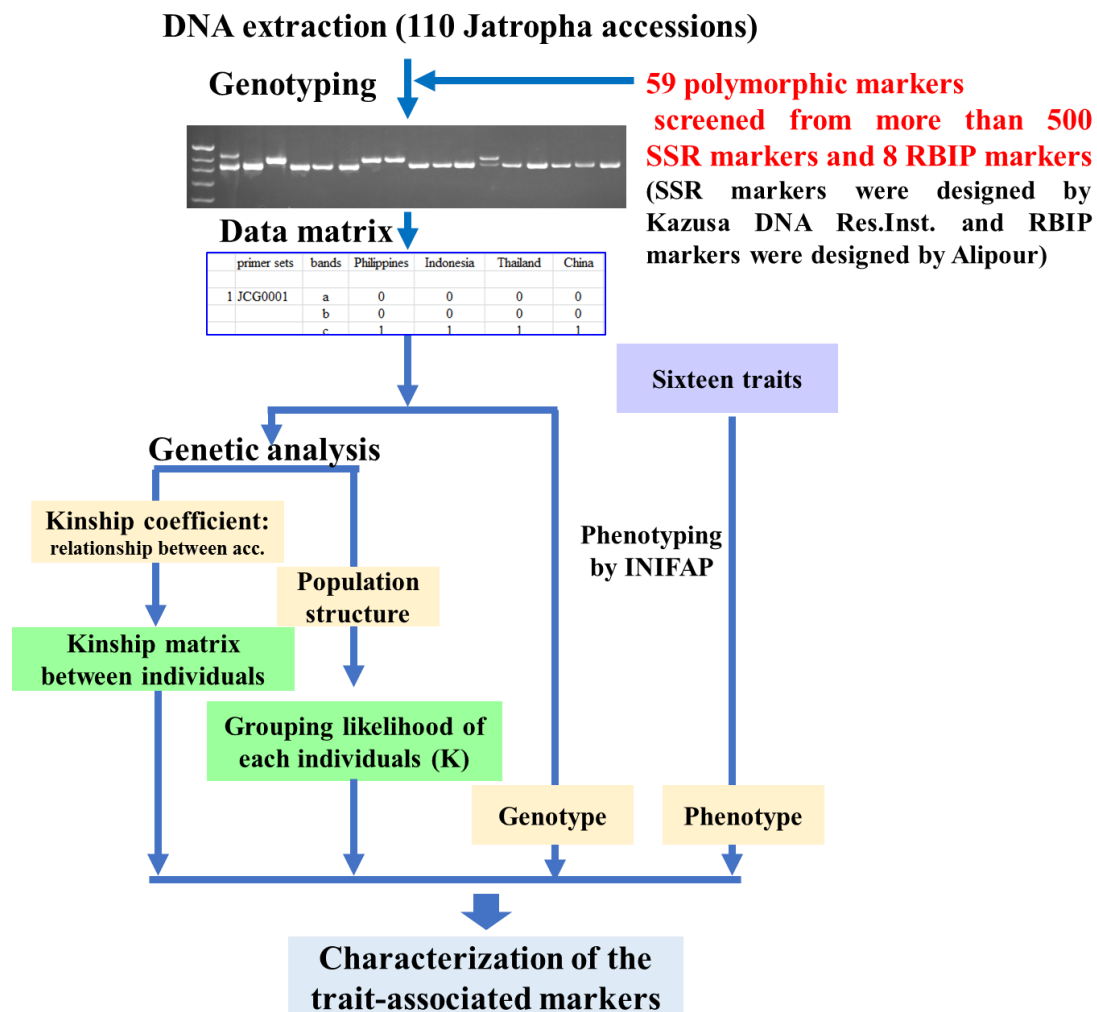 DNA extraction (110 Jatropha accessions)
Genotyping
59 polymorphic markers
screened from more than 500
SSR markers and 8 RBIP markers
(SSR markers were designed by
Kazusa DNA Res.Inst. and RBIP
markers were designed by Alipour)
Data matrix
primer sets bands Philippines Indonesia Thailand China
1 JCG0001 a 0 0 0 0
b 0 0 0 0
c 1 1 1 1
Sixteen traits
Genetic analysis
Kinship coefficient:
relationship between acc.
Phenotyping
by INIFAP
Population
structure
Kinship matrix
between individuals
Grouping likelihood of
each individuals (K)
Genotype
Phenotype
Characterization of the
trait-associated markers